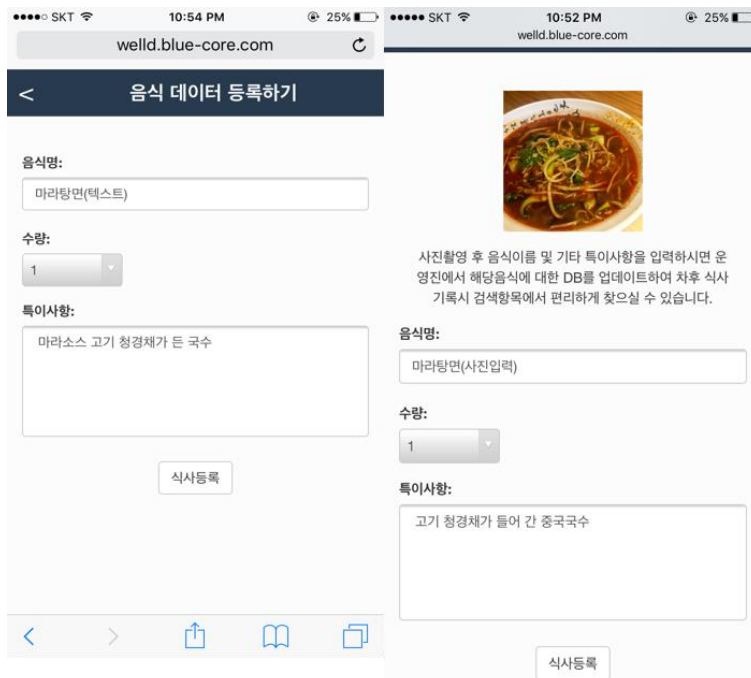 SKT
10:54 PM
25%
welld.blue-core.com
<
음식 데이터 등록하기
음식명:
마라탕면(텍스트)
수량:
1
특이사항:
마라소스 고기 청경채가 든 국수
식사등록
SKT
10:52 PM
25%
welld.blue-core.com
사진촬영 후 음식이름 및 기타 특이사항을 입력하시면 운
영진에서 해당음식에 대한 DB를 업데이트하여 차후 식사
기록시 검색항목에서 편리하게 찾으실 수 있습니다.
음식명:
마라탕면(사진입력)
수량:
1
특이사항:
고기 청경채가 들어 간 중국국수
식사등록